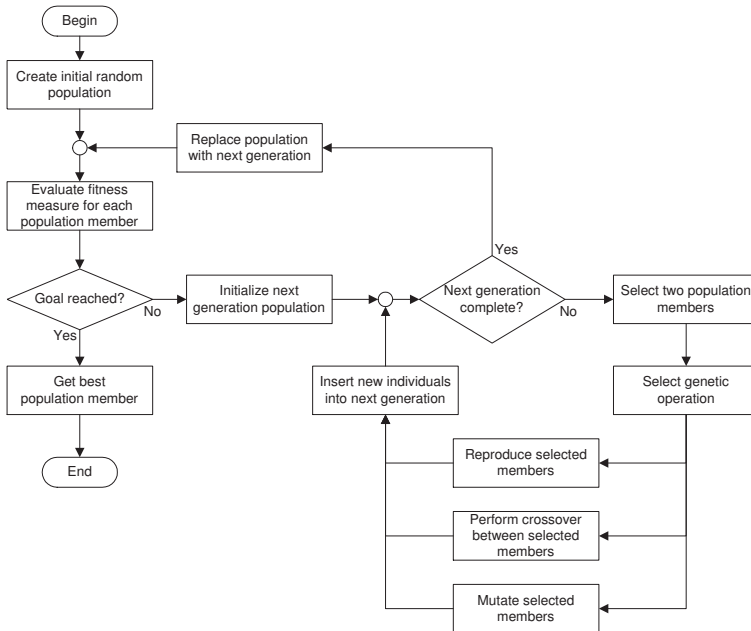 Begin
Create initial random
population
Replace population
with next generation
Evaluate fitness
measure for each
population member
Yes
Goal reached?
No
Initialize next
generation population
Next generation
complete?
No
Select two population
members
Yes
Get best
population member
Insert new individuals
into next generation
Select genetic
operation
End
Reproduce selected
members
Perform crossover
between selected
members
Mutate selected
members